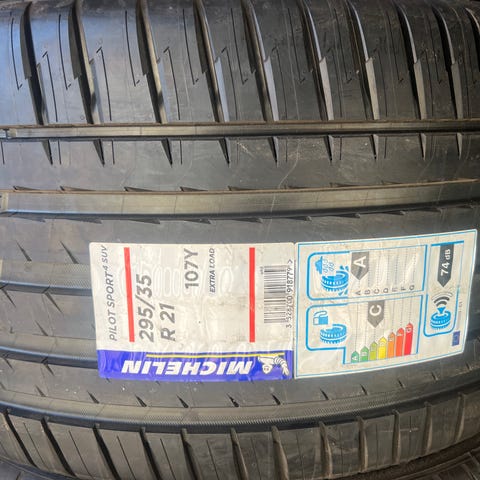 PILOT SPORT 4 SUV
295/35
R 21
107Y
EXTRA LOAD
MICHELIN
A
A B C D E F G
C
A B C D E F G
74 dB